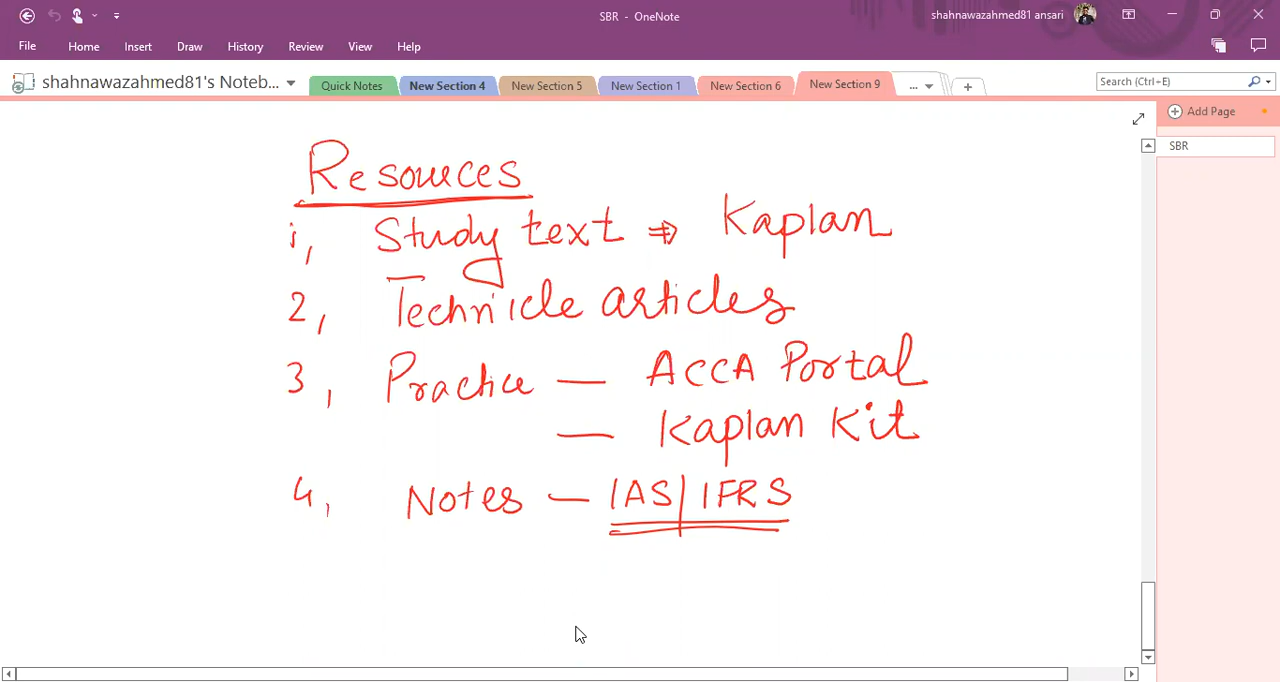 SBR - OneNote
shahnawazahmed81 ansari
File Home Insert Draw History Review View Help
shahnawazahmed81's Noteb... Quick Notes New Section 4 New Section 5 New Section 1 New Section 6 New Section 9 ... + Search (Ctrl+E)
Add Page
SBR
Resources
1, Study text ⇒ Kaplan
2, Technicle articles
3, Practice — ACCA Portal
— Kaplan Kit
4, Notes — IAS|IFRS